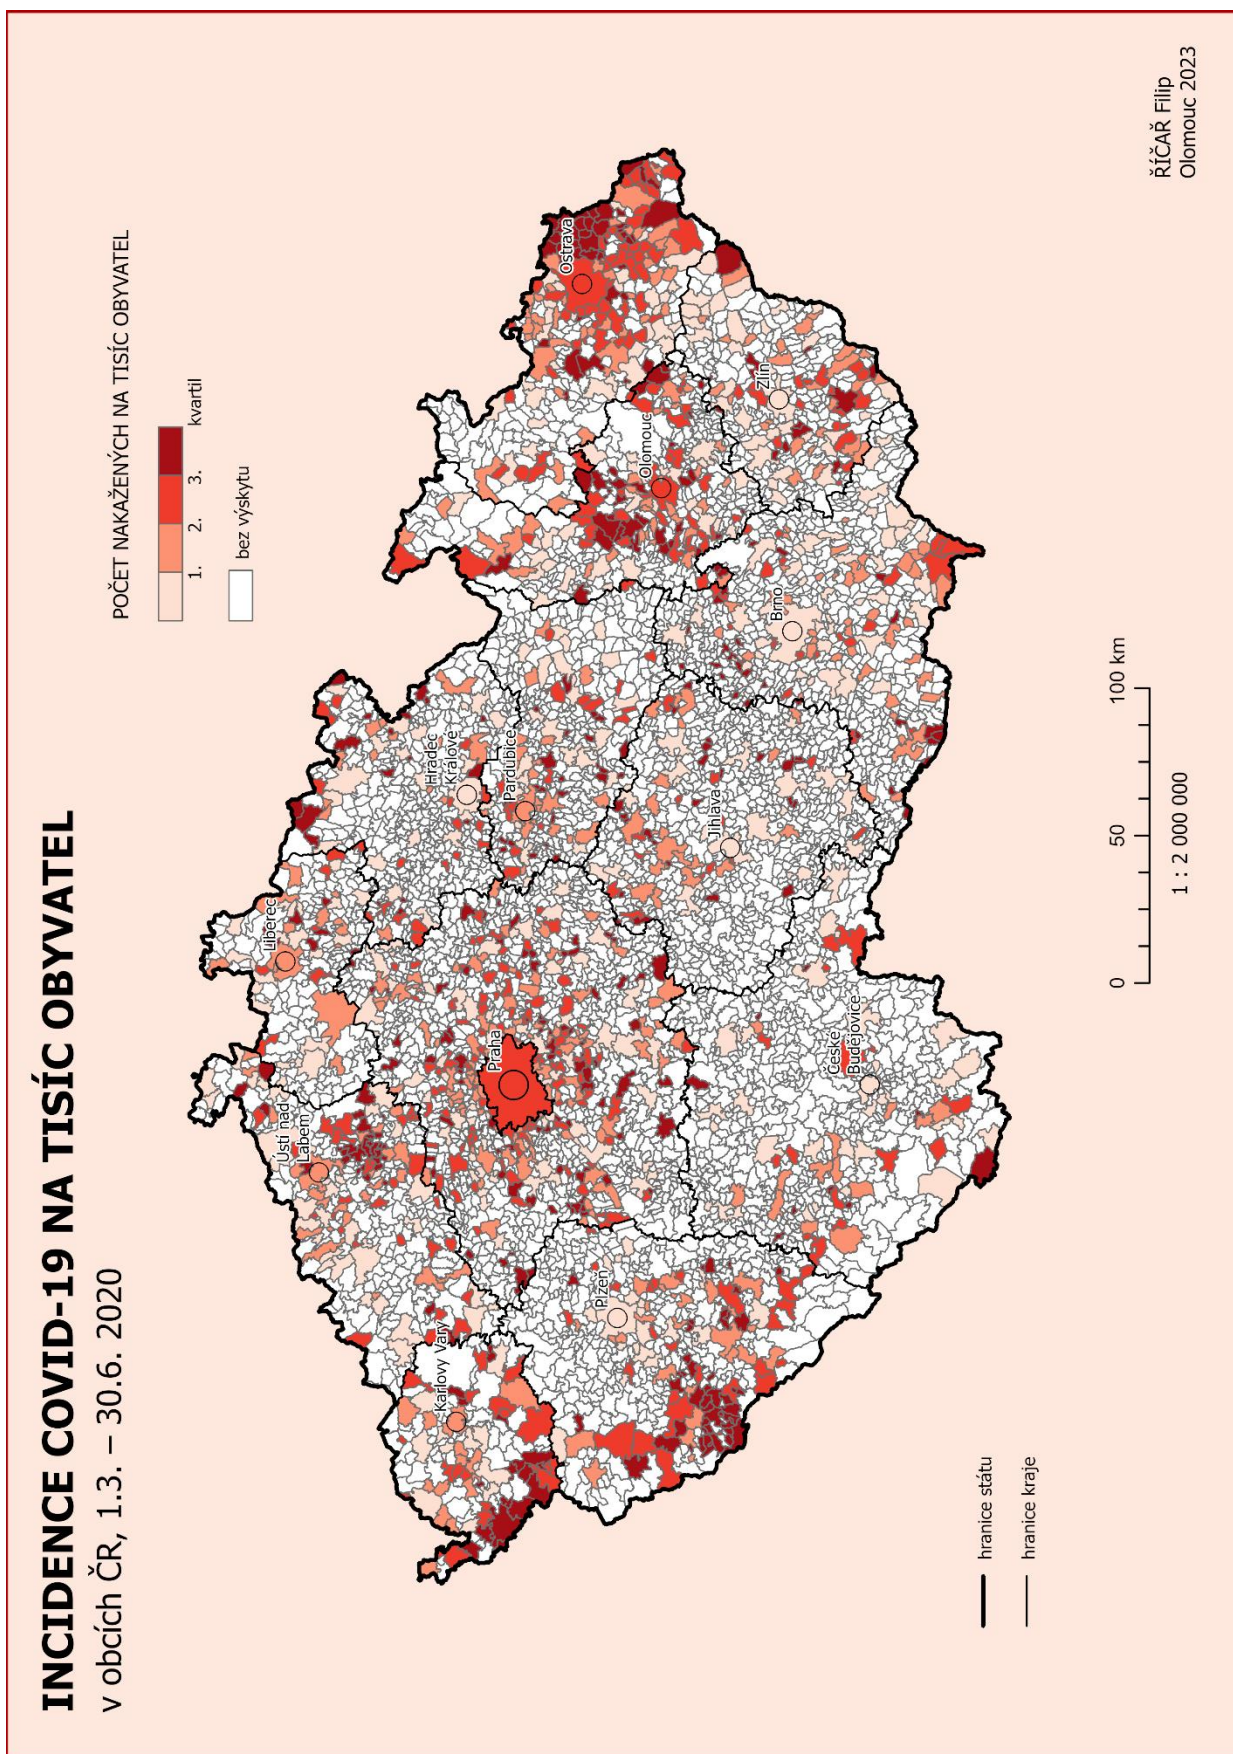 INCIDENCE COVID-19 NA TISÍC OBYVATEL
v obcích ČR, 1.3. – 30.6. 2020
POČET NAKAŽENÝCH NA TISÍC OBYVATEL
1. 2. 3. kvartil
bez výskytu
Liberec
Ústí nad
Labem
Karlovy Vary
Hradec
Králové
Praha
Pardubice
Ostrava
Plzeň
Olomouc
Jihlava
Zlín
Brno
České
Budějovice
hranice státu
hranice kraje
0 50 100 km
1 : 2 000 000
ŘÍČAŘ Filip
Olomouc 2023